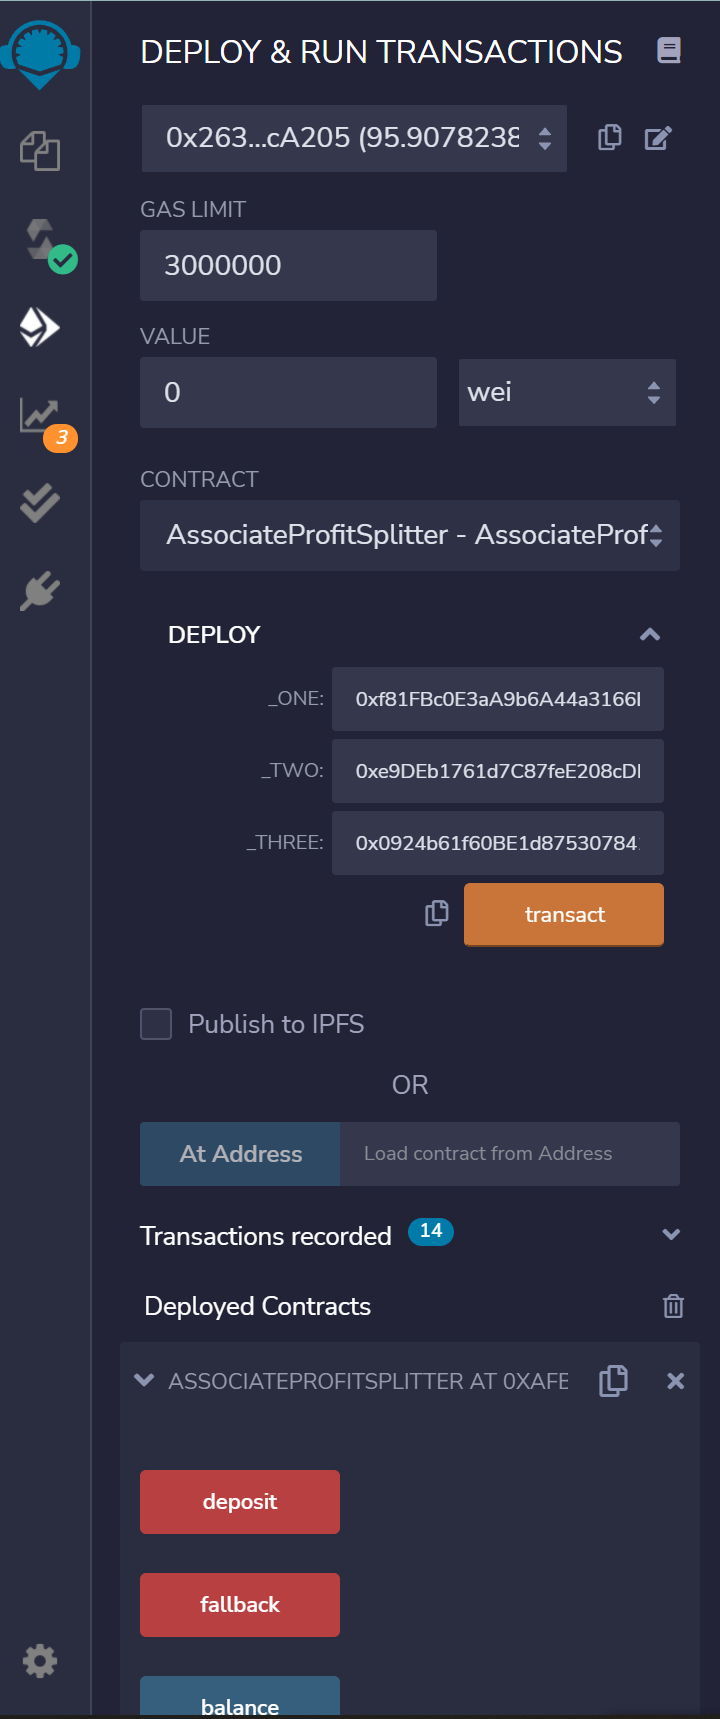 DEPLOY & RUN TRANSACTIONS
0x263...cA205 (95.9078238
GAS LIMIT
3000000
VALUE
0
wei
3
CONTRACT
AssociateProfitSplitter - AssociateProf
DEPLOY
_ONE:
0xf81FBc0E3aA9b6A44a3166
_TWO:
0xe9DEb1761d7C87feE208cD
_THREE:
0x0924b61f60BE1d87530784
transact
Publish to IPFS
OR
At Address
Load contract from Address
Transactions recorded 14
Deployed Contracts
ASSOCIATEPROFITSPLITTER AT 0XAFE
deposit
fallback
balance